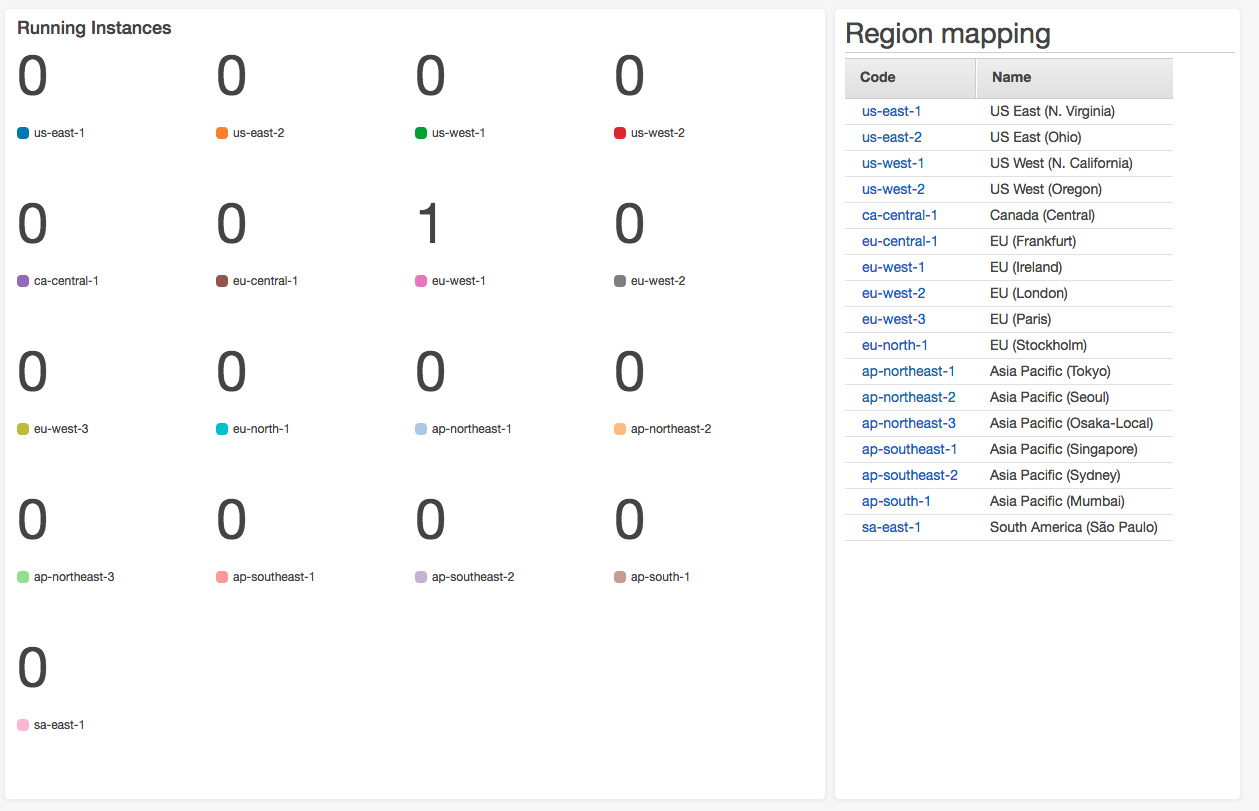 Running Instances
0 0 0 0
us-east-1 us-east-2 us-west-1 us-west-2
0 0 1 0
ca-central-1 eu-central-1 eu-west-1 eu-west-2
0 0 0 0
eu-west-3 eu-north-1 ap-northeast-1 ap-northeast-2
0 0 0 0
ap-northeast-3 ap-southeast-1 ap-southeast-2 ap-south-1
0
sa-east-1
Region mapping
Code Name
us-east-1 US East (N. Virginia)
us-east-2 US East (Ohio)
us-west-1 US West (N. California)
us-west-2 US West (Oregon)
ca-central-1 Canada (Central)
eu-central-1 EU (Frankfurt)
eu-west-1 EU (Ireland)
eu-west-2 EU (London)
eu-west-3 EU (Paris)
eu-north-1 EU (Stockholm)
ap-northeast-1 Asia Pacific (Tokyo)
ap-northeast-2 Asia Pacific (Seoul)
ap-northeast-3 Asia Pacific (Osaka-Local)
ap-southeast-1 Asia Pacific (Singapore)
ap-southeast-2 Asia Pacific (Sydney)
ap-south-1 Asia Pacific (Mumbai)
sa-east-1 South America (São Paulo)